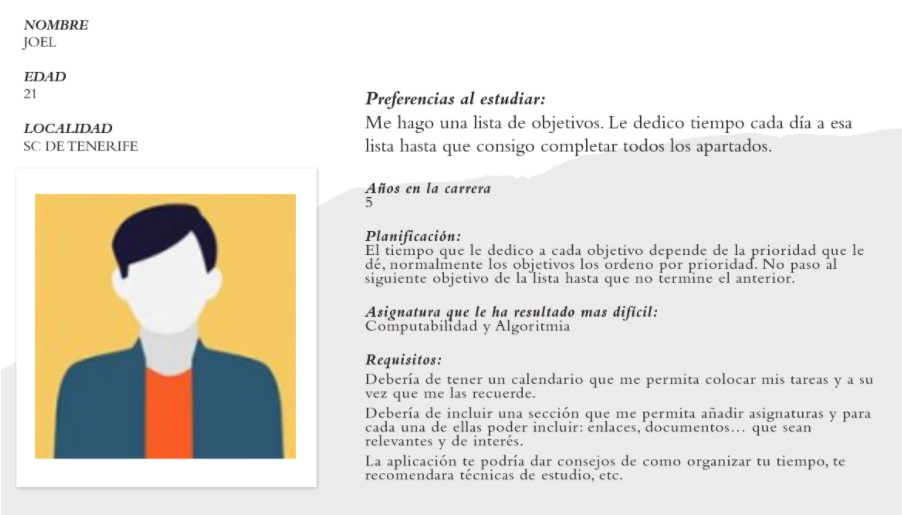 NOMBRE
JOEL
EDAD
21
LOCALIDAD
SC DE TENERIFE
Preferencias al estudiar:
Me hago una lista de objetivos. Le dedico tiempo cada día a esa
lista hasta que consigo completar todos los apartados.
Años en la carrera
5
Planificación:
El tiempo que le dedico a cada objetivo depende de la prioridad que le
dé, normalmente los objetivos los ordeno por prioridad. No paso al
siguiente objetivo de la lista hasta que no termine el anterior.
Asignatura que le ha resultado mas difícil:
Computabilidad y Algoritmia
Requisitos:
Debería de tener un calendario que me permita colocar mis tareas y a su
vez que me las recuerde.
Debería de incluir una sección que me permita añadir asignaturas y para
cada una de ellas poder incluir: enlaces, documentos... que sean
relevantes y de interés.
La aplicación te podría dar consejos de como organizar tu tiempo, te
recomendara técnicas de estudio, etc.